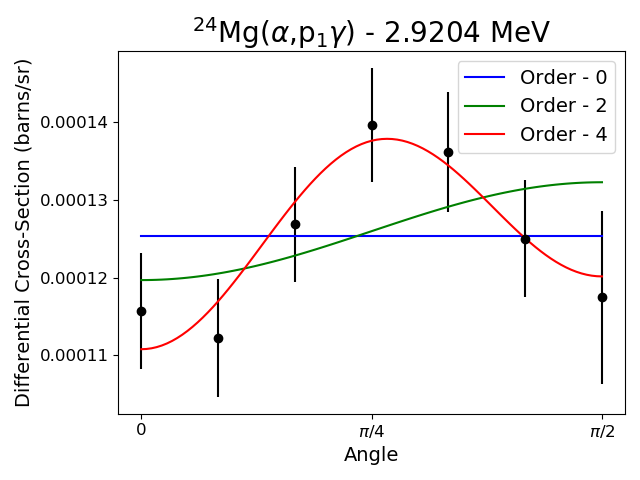 ²⁴Mg(α,p₁γ) - 2.9204 MeV
Order - 0
Order - 2
Order - 4
Differential Cross-Section (barns/sr)
0.00014
0.00013
0.00012
0.00011
0
π/4
π/2
Angle